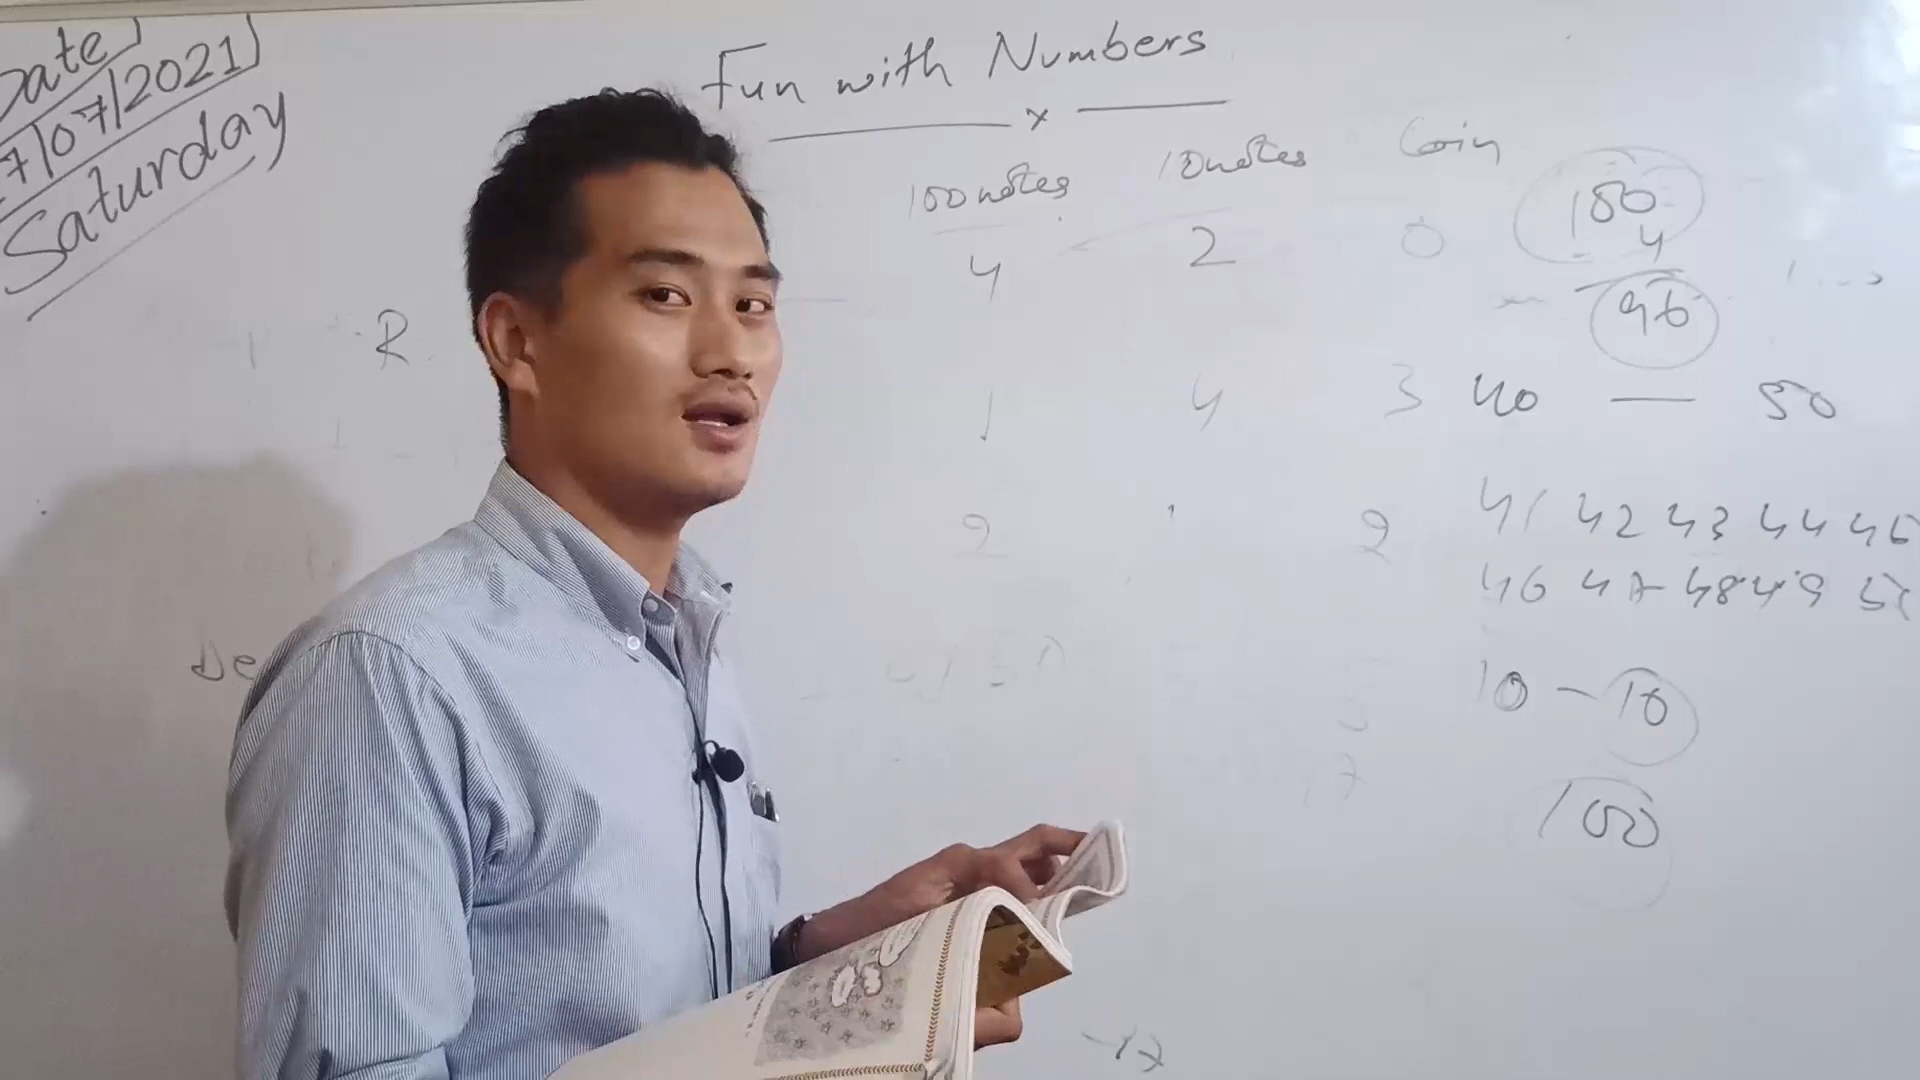 Date
7/07/2021
Saturday
Fun with Numbers
x
100 notes 10 notes Coin
4 2 0
100
4
96
R
1 4 3
40 — 50
2 2
41 42 43 44 45
46 47 48 49 50
De
10 - 10
100